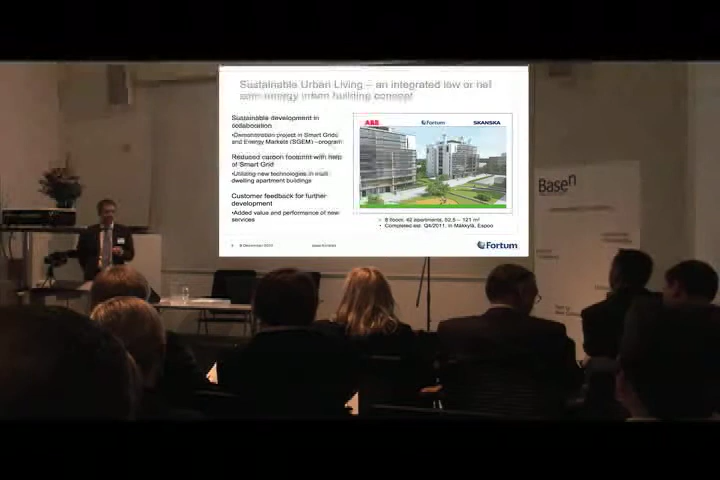 Sustainable Urban Living – an integrated low or net
zero energy urban building concept
Sustainable development in
collaboration
•Demonstration project in Smart Grids
and Energy Markets (SGEM) –program
Reduced carbon footprint with help
of Smart Grid
•Utilizing new technologies in multi
dwelling apartment buildings
Customer feedback for further
development
•Added value and performance of new
services
ABB
Fortum
SKANSKA
• 8 floors, 42 apartments, 52,5 – 121 m²
• Completed est. Q4/2011, in Mäkkylä, Espoo
Fortum
Basen